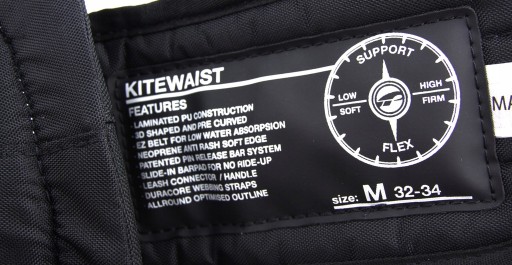 KITEWAIST
FEATURES
LAMINATED PU CONSTRUCTION
3D SHAPED AND PRE CURVED
EZ BELT FOR LOW WATER ABSORPSION
NEOPRENE ANTI RASH SOFT EDGE
PATENTED PIN RELEASE BAR SYSTEM
SLIDE-IN BARPAD FOR NO RIDE-UP
LEASH CONNECTOR / HANDLE
DURACORE WEBBING STRAPS
ALLROUND OPTIMISED OUTLINE
SUPPORT
LOW
SOFT
HIGH
FIRM
FLEX
size: M 32-34
MA